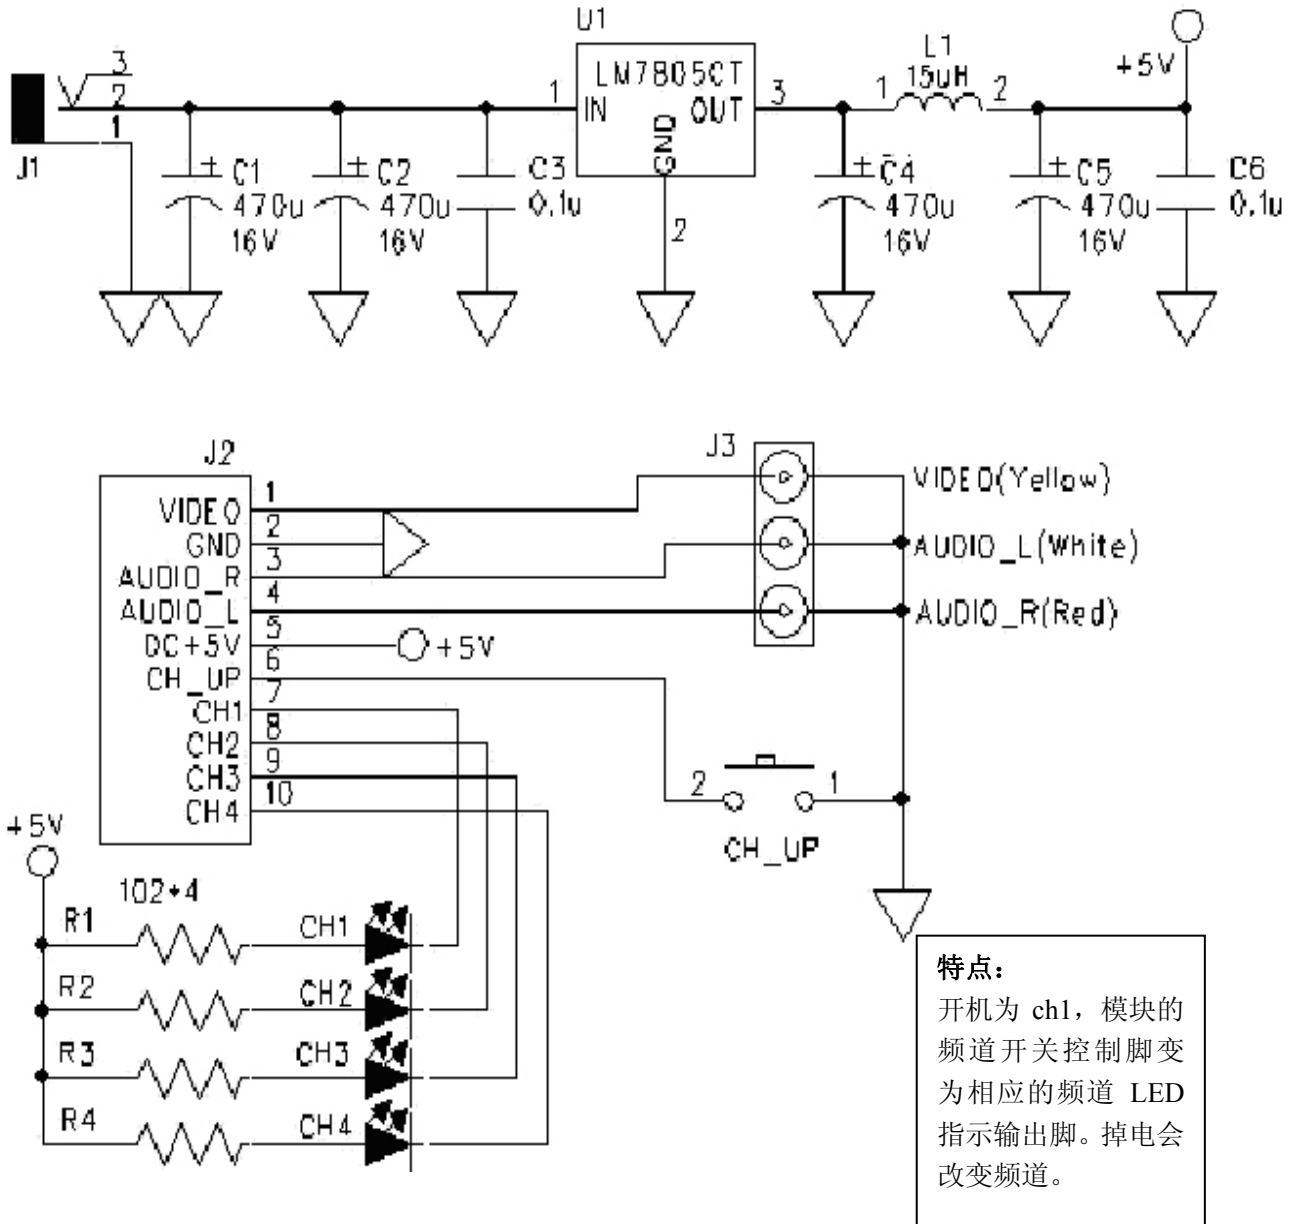 U1
LM7805CT
IN
OUT
GND
1
3
2
J1
3
2
1
C1
470u
16V
C2
470u
16V
C3
0.1u
C4
470u
16V
L1
15uH
1
2
C5
470u
16V
+5V
C6
0.1u
J2
VIDEO 1
GND 2
AUDIO_R 3
AUDIO_L 4
DC+5V 5
CH_UP 6
CH1 7
CH2 8
CH3 9
CH4 10
+5V
J3
VIDEO(Yellow)
AUDIO_L(White)
AUDIO_R(Red)
2 1
CH_UP
+5V
102*4
R1 CH1
R2 CH2
R3 CH3
R4 CH4
特点：
开机为 ch1，模块的
频道开关控制脚变
为相应的频道 LED
指示输出脚。掉电会
改变频道。